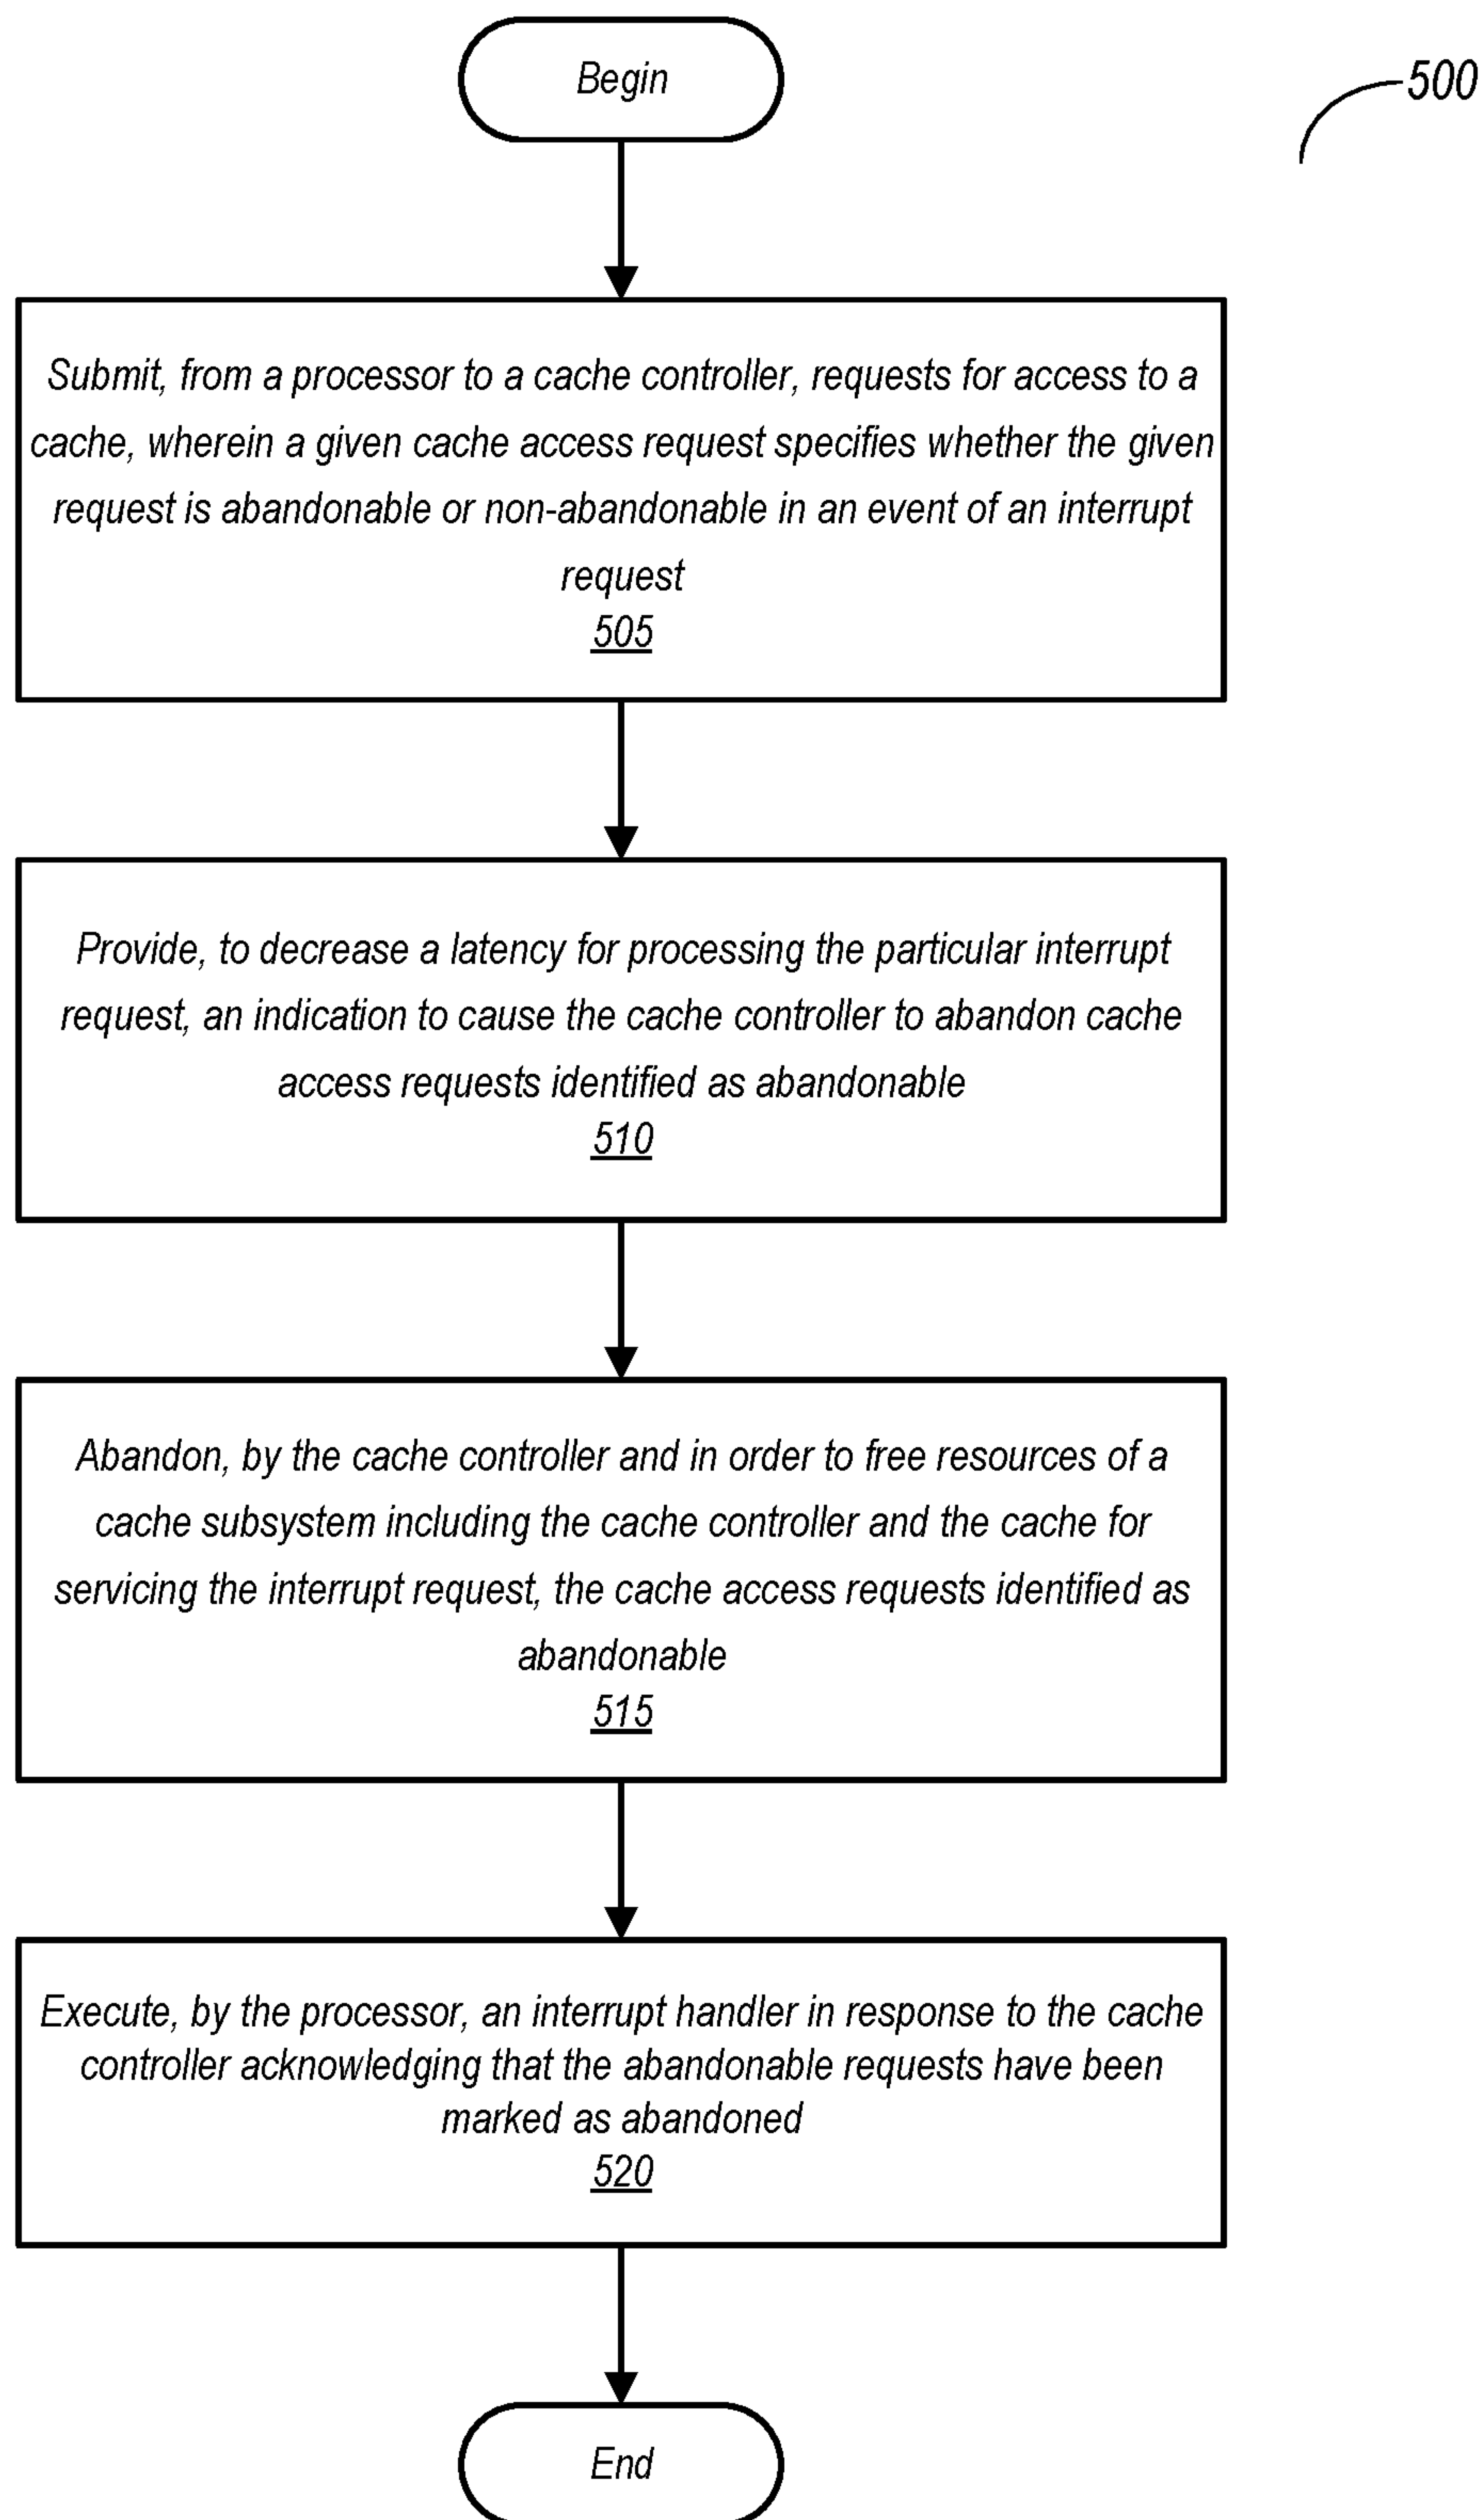 Begin
500
Submit, from a processor to a cache controller, requests for access to a
cache, wherein a given cache access request specifies whether the given
request is abandonable or non-abandonable in an event of an interrupt
request
505
Provide, to decrease a latency for processing the particular interrupt
request, an indication to cause the cache controller to abandon cache
access requests identified as abandonable
510
Abandon, by the cache controller and in order to free resources of a
cache subsystem including the cache controller and the cache for
servicing the interrupt request, the cache access requests identified as
abandonable
515
Execute, by the processor, an interrupt handler in response to the cache
controller acknowledging that the abandonable requests have been
marked as abandoned
520
End